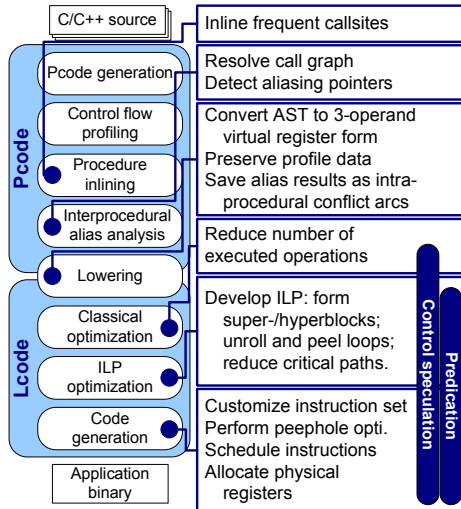 C/C++ source
Inline frequent callsites
Pcode
Pcode generation
Resolve call graph
Detect aliasing pointers
Control flow
profiling
Convert AST to 3-operand
virtual register form
Preserve profile data
Save alias results as intra-
procedural conflict arcs
Procedure
inlining
Interprocedural
alias analysis
Reduce number of
executed operations
Lowering
Lcode
Classical
optimization
Develop ILP: form
super-/hyperblocks;
unroll and peel loops;
reduce critical paths.
ILP
optimization
Code
generation
Customize instruction set
Perform peephole opti.
Schedule instructions
Allocate physical
registers
Control speculation
Predication
Application
binary